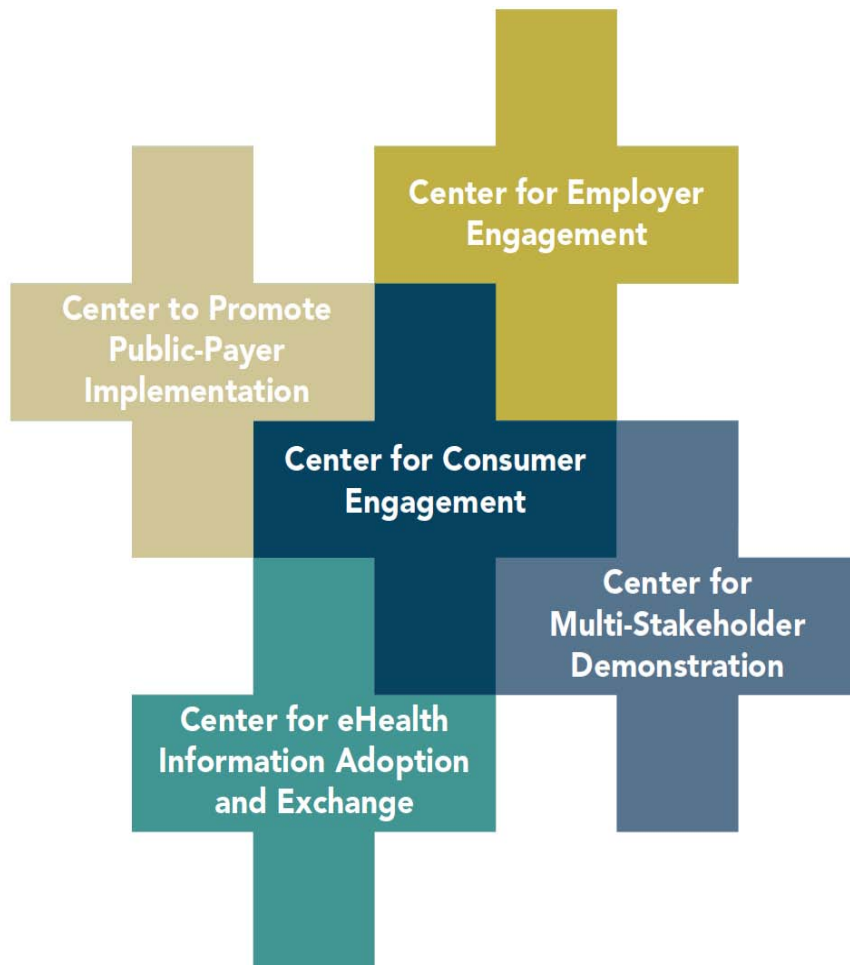 Center for Employer
Engagement
Center to Promote
Public-Payer
Implementation
Center for Consumer
Engagement
Center for
Multi-Stakeholder
Demonstration
Center for eHealth
Information Adoption
and Exchange